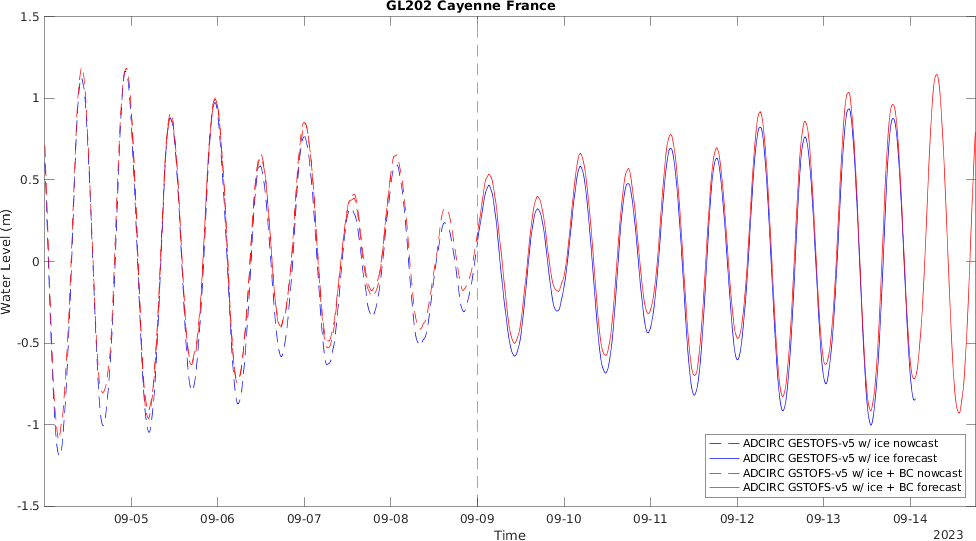 GL202 Cayenne France
1.5
1
0.5
0
-0.5
-1
-1.5
Water Level (m)
ADCIRC GESTOFS-v5 w/ ice nowcast
ADCIRC GESTOFS-v5 w/ ice forecast
ADCIRC GSTOFS-v5 w/ ice + BC nowcast
ADCIRC GSTOFS-v5 w/ ice + BC forecast
09-05 09-06 09-07 09-08 09-09 09-10 09-11 09-12 09-13 09-14
Time
2023